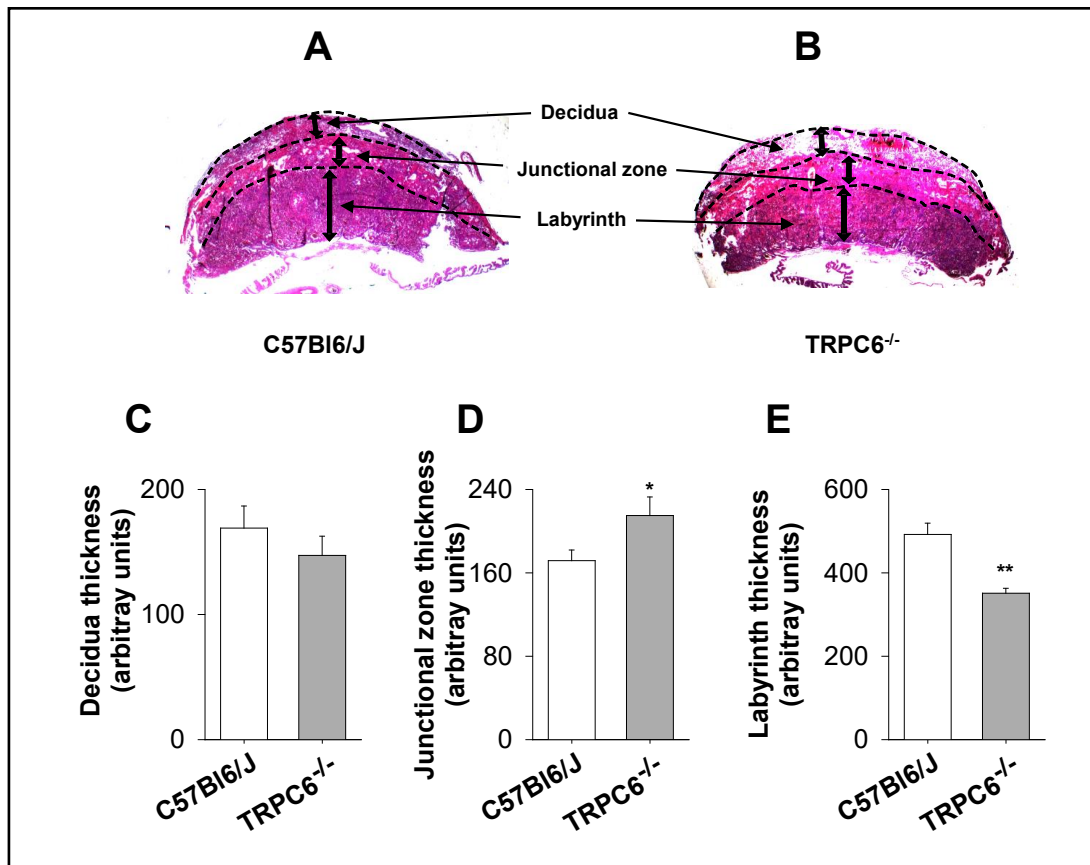 A
B
Decidua
Junctional zone
Labyrinth
C57Bl6/J
TRPC6-/-
C
D
E
Decidua thickness
(arbitray units)
200
100
0
C57Bl6/J
TRPC6-/-
Junctional zone thickness
(arbitray units)
240
160
80
0
*
C57Bl6/J
TRPC6-/-
Labyrinth thickness
(arbitray units)
600
400
200
0
**
C57Bl6/J
TRPC6-/-